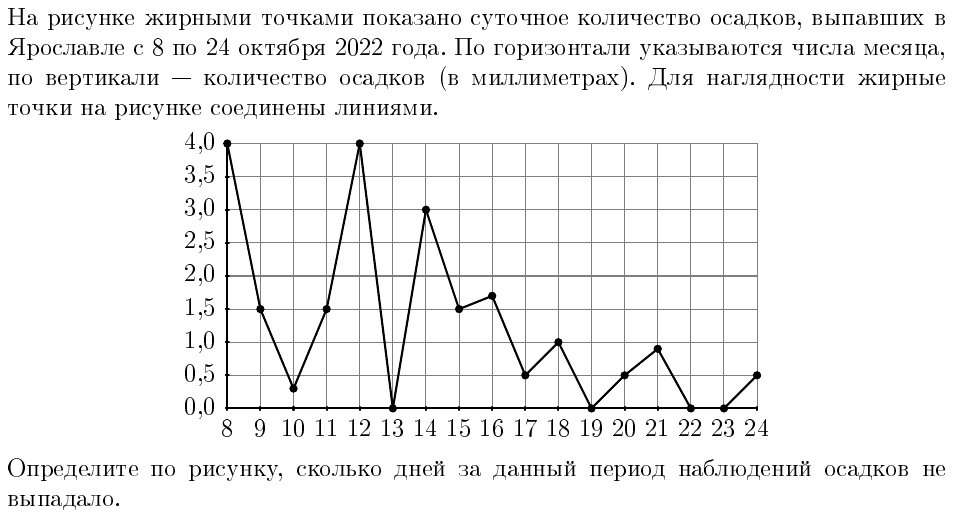 На рисунке жирными точками показано суточное количество осадков, выпавших в
Ярославле с 8 по 24 октября 2022 года. По горизонтали указываются числа месяца,
по вертикали — количество осадков (в миллиметрах). Для наглядности жирные
точки на рисунке соединены линиями.
4,0
3,5
3,0
2,5
2,0
1,5
1,0
0,5
0,0
8 9 10 11 12 13 14 15 16 17 18 19 20 21 22 23 24
Определите по рисунку, сколько дней за данный период наблюдений осадков не
выпадало.